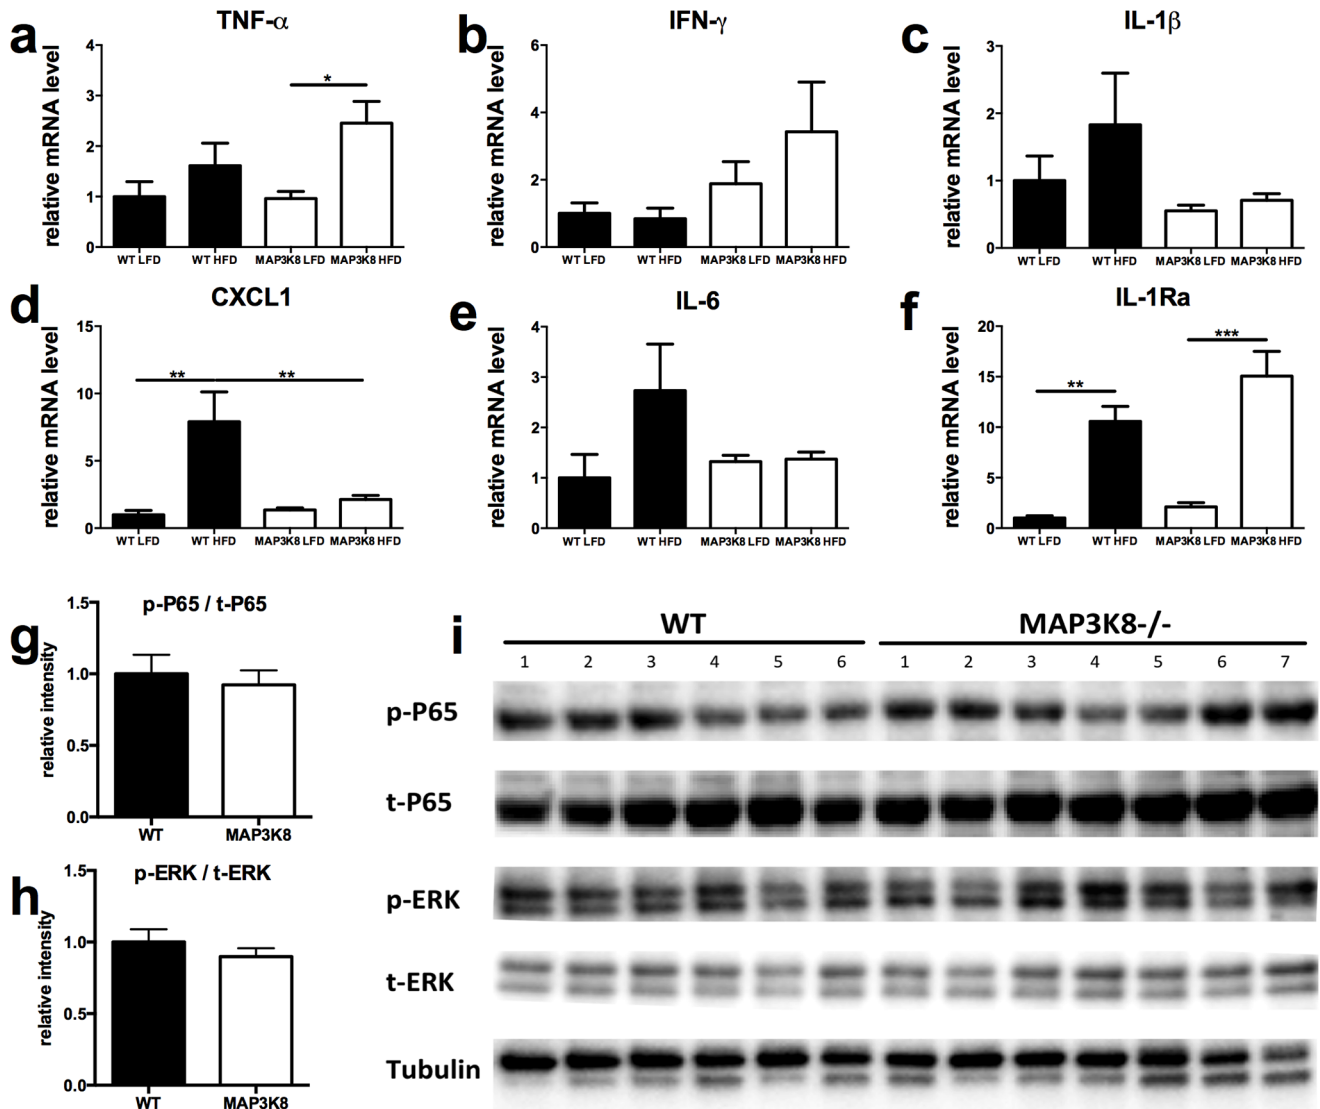 a
TNF-α
relative mRNA level
4
3
2
1
0
*
WT LFD WT HFD MAP3K8 LFD MAP3K8 HFD
b
IFN-γ
relative mRNA level
6
4
2
0
WT LFD WT HFD MAP3K8 LFD MAP3K8 HFD
c
IL-1β
relative mRNA level
3
2
1
0
WT LFD WT HFD MAP3K8 LFD MAP3K8 HFD
d
CXCL1
relative mRNA level
15
10
5
0
** **
WT LFD WT HFD MAP3K8 LFD MAP3K8 HFD
e
IL-6
relative mRNA level
4
3
2
1
0
WT LFD WT HFD MAP3K8 LFD MAP3K8 HFD
f
IL-1Ra
relative mRNA level
20
15
10
5
0
** ***
WT LFD WT HFD MAP3K8 LFD MAP3K8 HFD
g
p-P65 / t-P65
relative intensity
1.5
1.0
0.5
0.0
WT MAP3K8
h
p-ERK / t-ERK
relative intensity
1.5
1.0
0.5
0.0
WT MAP3K8
i
WT MAP3K8-/-
1 2 3 4 5 6 1 2 3 4 5 6 7
p-P65
t-P65
p-ERK
t-ERK
Tubulin